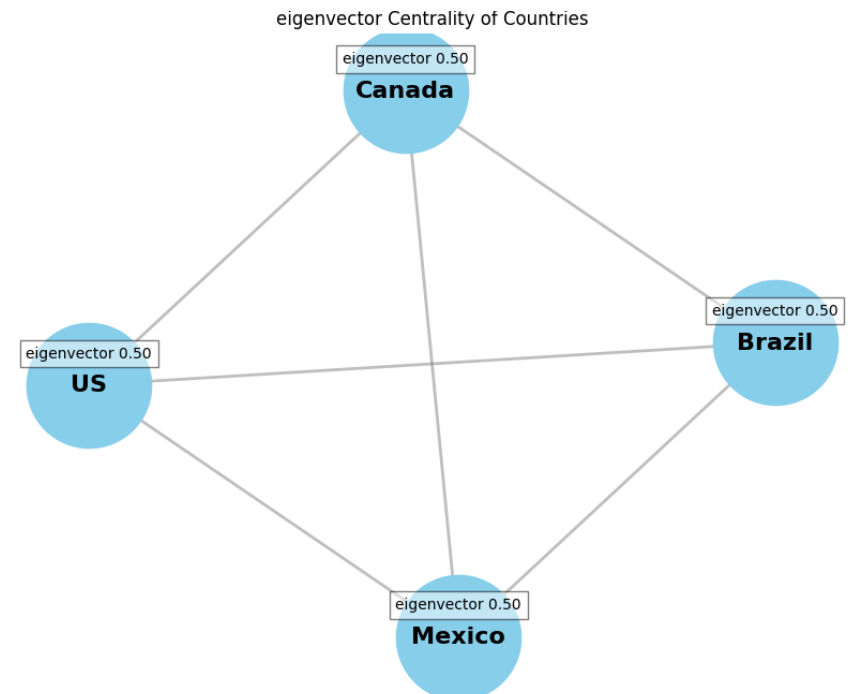 eigenvector Centrality of Countries
eigenvector 0.50
Canada
eigenvector 0.50
Brazil
eigenvector 0.50
US
eigenvector 0.50
Mexico